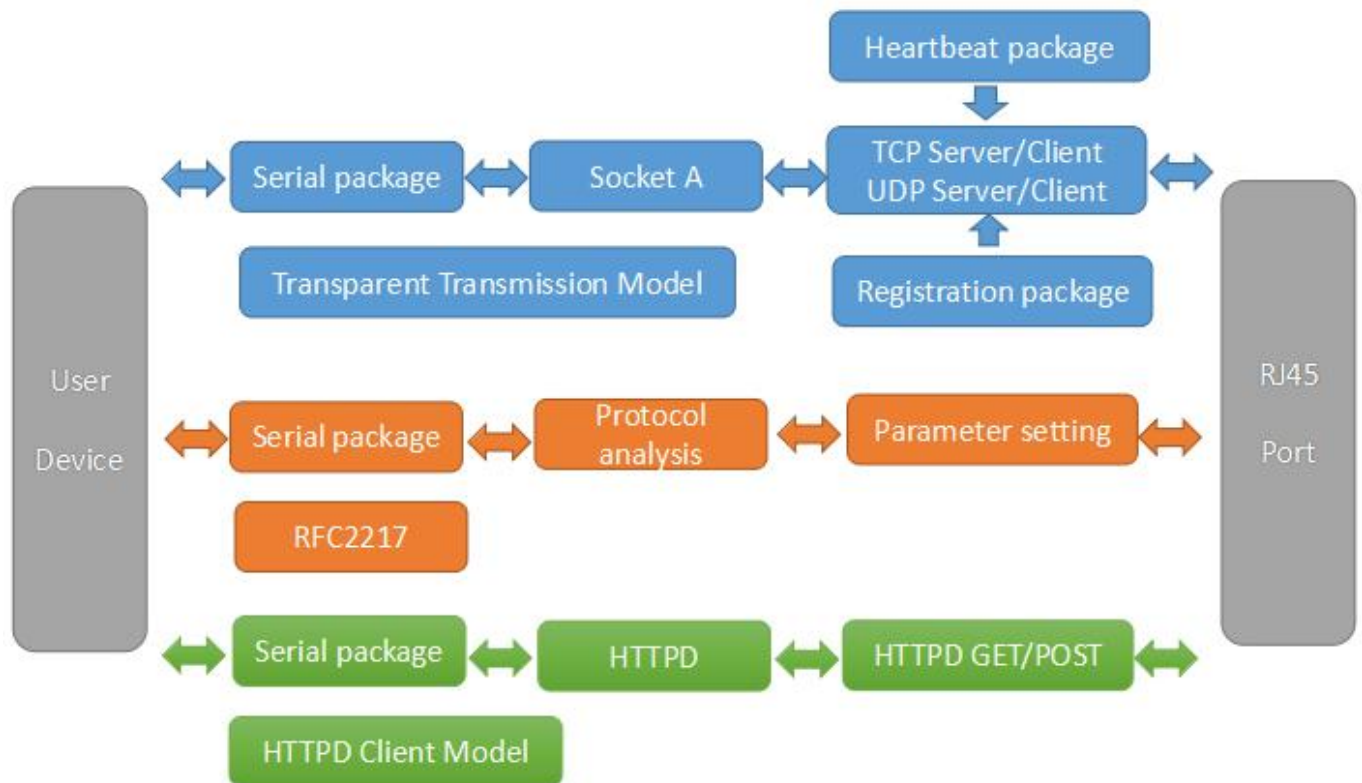 Heartbeat package
Serial package
Socket A
TCP Server/Client
UDP Server/Client
Transparent Transmission Model
Registration package
User
Device
RJ45
Port
Serial package
Protocol
analysis
Parameter setting
RFC2217
Serial package
HTTPD
HTTPD GET/POST
HTTPD Client Model